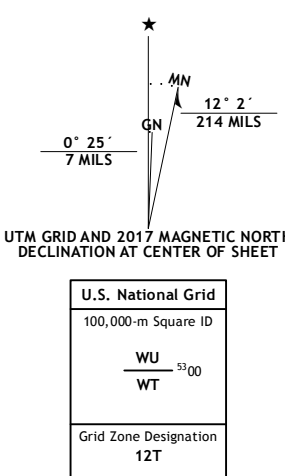 ★
MN
GN
12° 2´
214 MILS
0° 25´
7 MILS
UTM GRID AND 2017 MAGNETIC NORTH
DECLINATION AT CENTER OF SHEET
U.S. National Grid
100,000-m Square ID
WU
5300
WT
Grid Zone Designation
12T